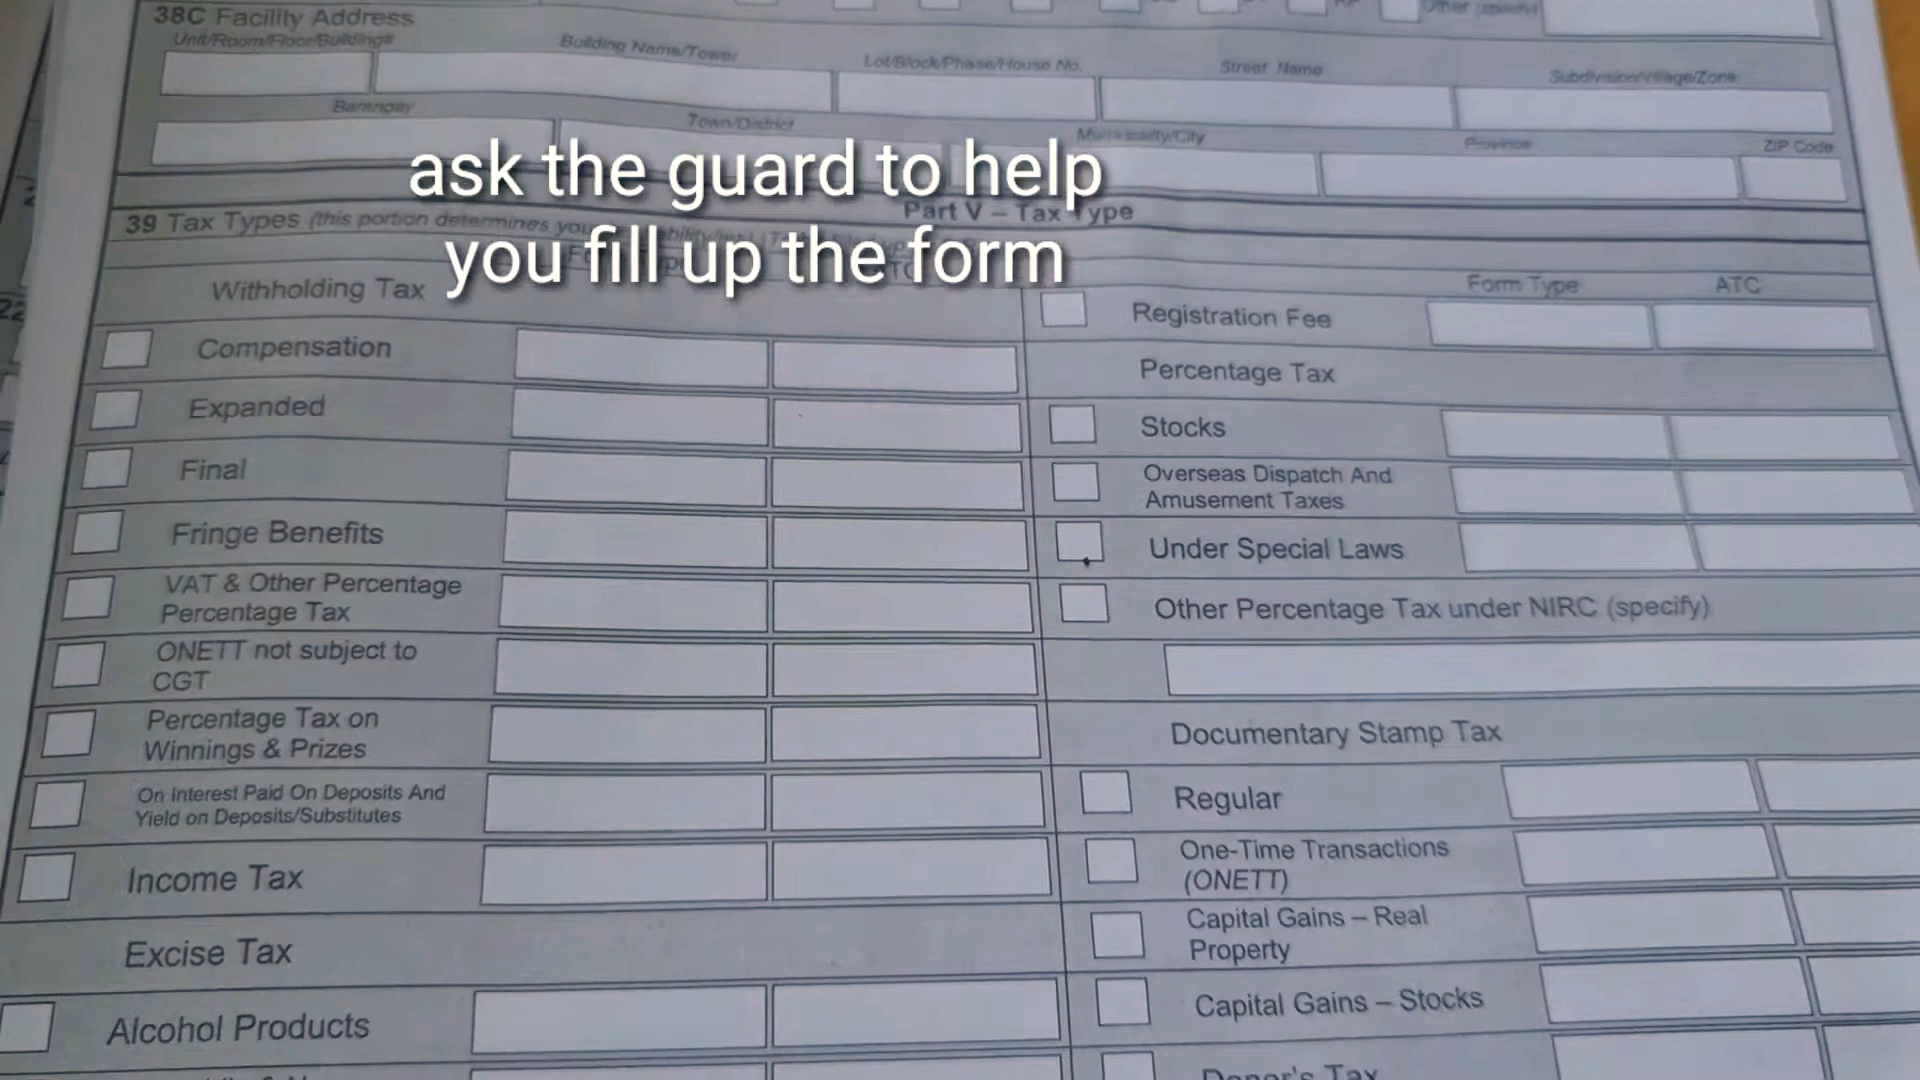 Other (specify)
38C Facility Address
Unit/Room/Floor/Building#
Building Name/Tower
Lot/Block/Phase/House No.
Street Name
Subdivision/Village/Zone
Barangay
Town/District
Municipality/City
Province
ZIP Code
ask the guard to help
you fill up the form
Part V – Tax Type
39 Tax Types (this portion determines
Withholding Tax
Form Type ATC
Compensation
Expanded
Final
Fringe Benefits
VAT & Other Percentage
Percentage Tax
ONETT not subject to
CGT
Percentage Tax on
Winnings & Prizes
On Interest Paid On Deposits And
Yield on Deposits/Substitutes
Income Tax
Excise Tax
Alcohol Products
Registration Fee
Percentage Tax
Stocks
Overseas Dispatch And
Amusement Taxes
Under Special Laws
Other Percentage Tax under NIRC (specify)
Documentary Stamp Tax
Regular
One-Time Transactions
(ONETT)
Capital Gains – Real
Property
Capital Gains – Stocks
Donor's Tax